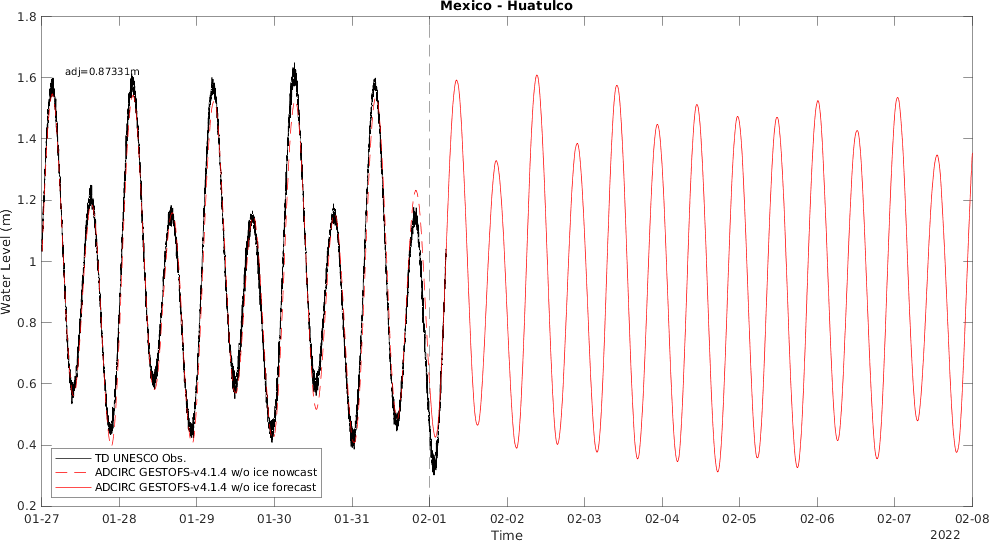 Mexico - Huatulco
adj=0.87331m
Water Level (m)
1.8
1.6
1.4
1.2
1
0.8
0.6
0.4
0.2
TD UNESCO Obs.
ADCIRC GESTOFS-v4.1.4 w/o ice nowcast
ADCIRC GESTOFS-v4.1.4 w/o ice forecast
01-27 01-28 01-29 01-30 01-31 02-01 02-02 02-03 02-04 02-05 02-06 02-07 02-08
Time
2022